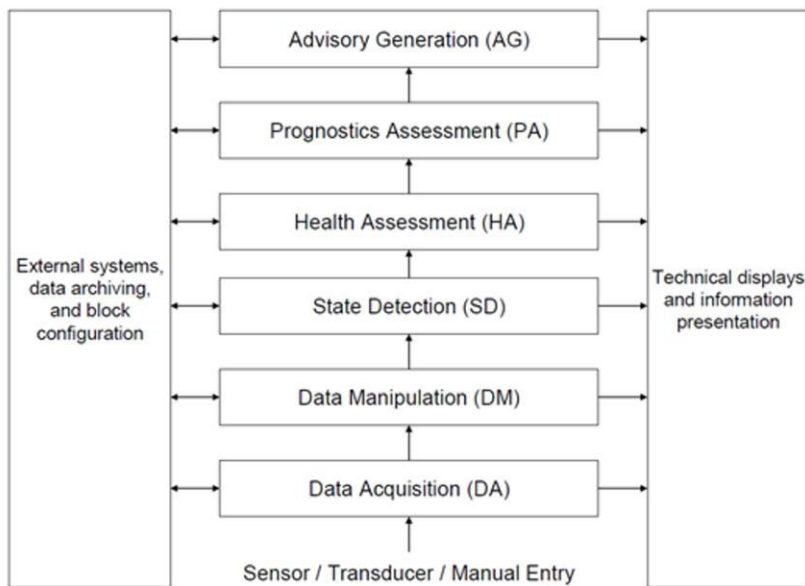 Advisory Generation (AG)
Prognostics Assessment (PA)
Health Assessment (HA)
External systems,
data archiving,
and block
configuration
State Detection (SD)
Technical displays
and information
presentation
Data Manipulation (DM)
Data Acquisition (DA)
Sensor / Transducer / Manual Entry